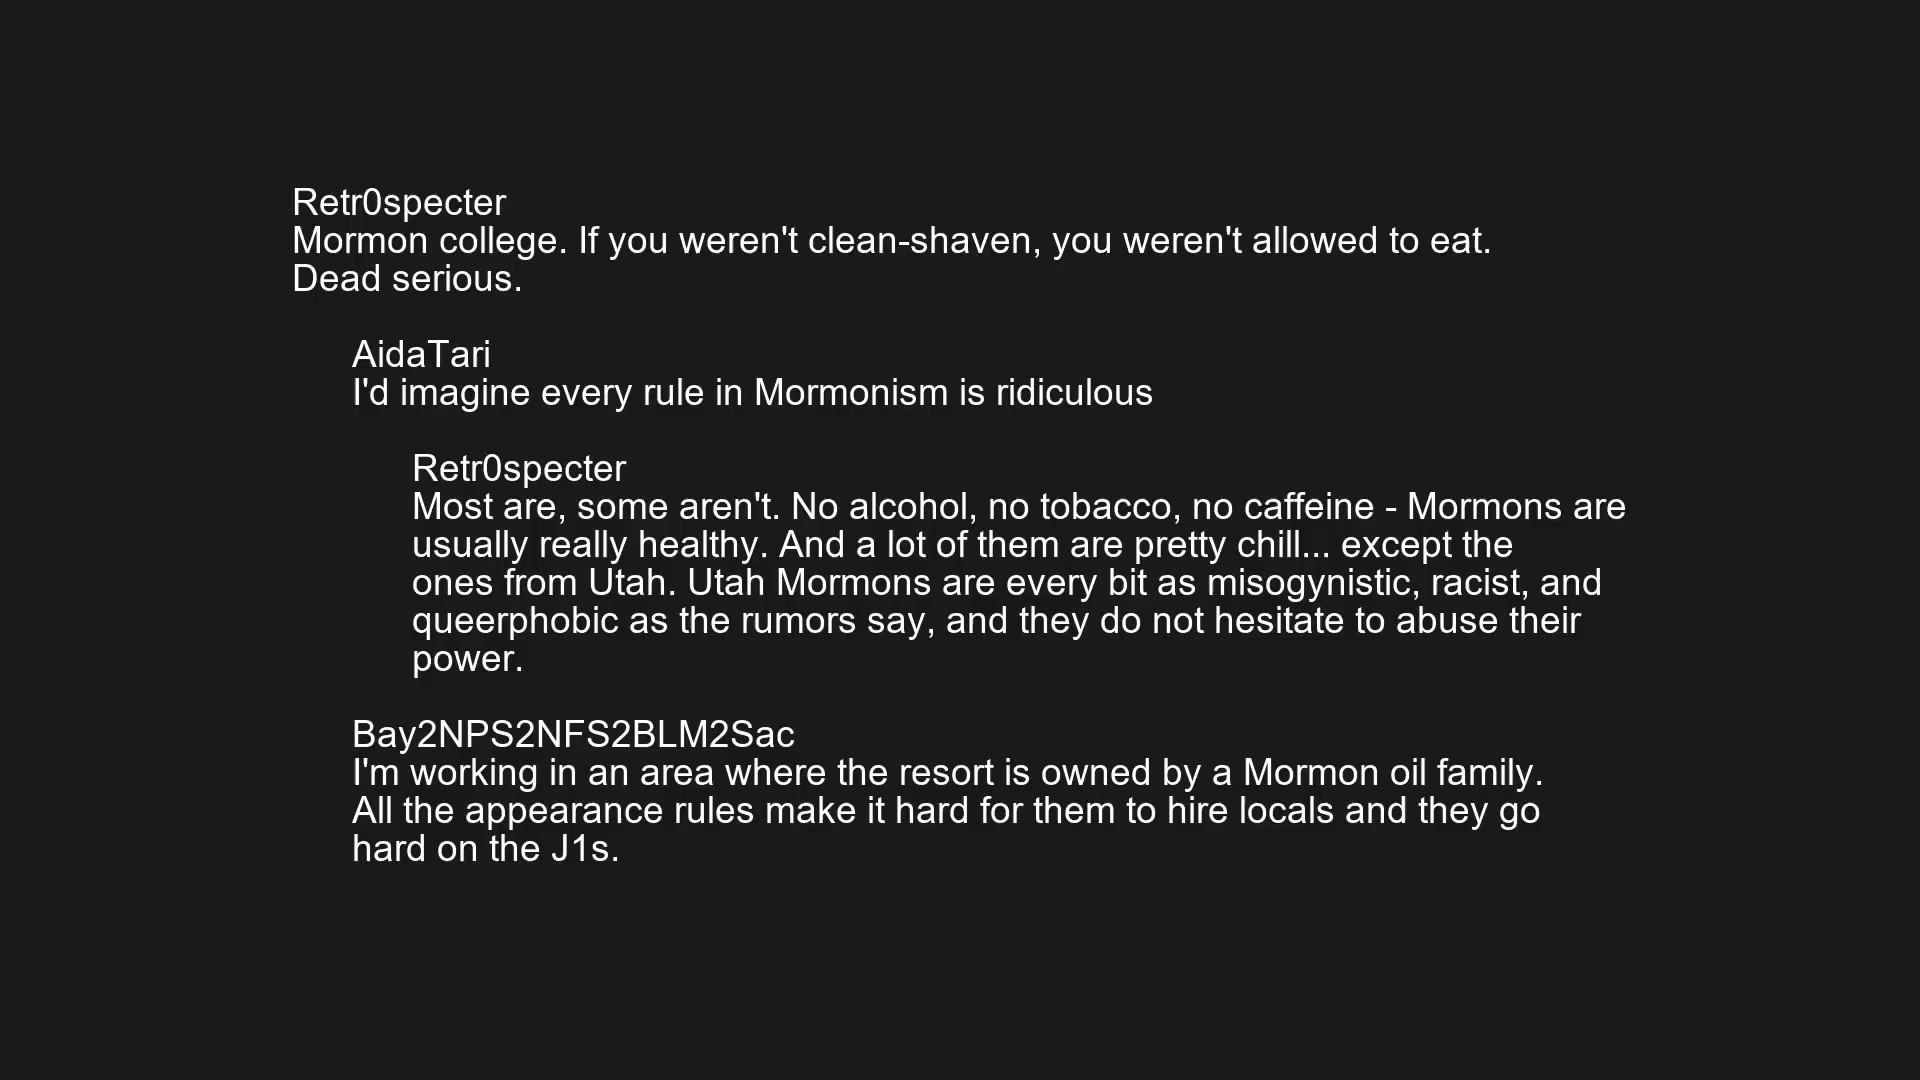 Retr0specter
Mormon college. If you weren't clean-shaven, you weren't allowed to eat.
Dead serious.
AidaTari
I'd imagine every rule in Mormonism is ridiculous
Retr0specter
Most are, some aren't. No alcohol, no tobacco, no caffeine - Mormons are
usually really healthy. And a lot of them are pretty chill... except the
ones from Utah. Utah Mormons are every bit as misogynistic, racist, and
queerphobic as the rumors say, and they do not hesitate to abuse their
power.
Bay2NPS2NFS2BLM2Sac
I'm working in an area where the resort is owned by a Mormon oil family.
All the appearance rules make it hard for them to hire locals and they go
hard on the J1s.